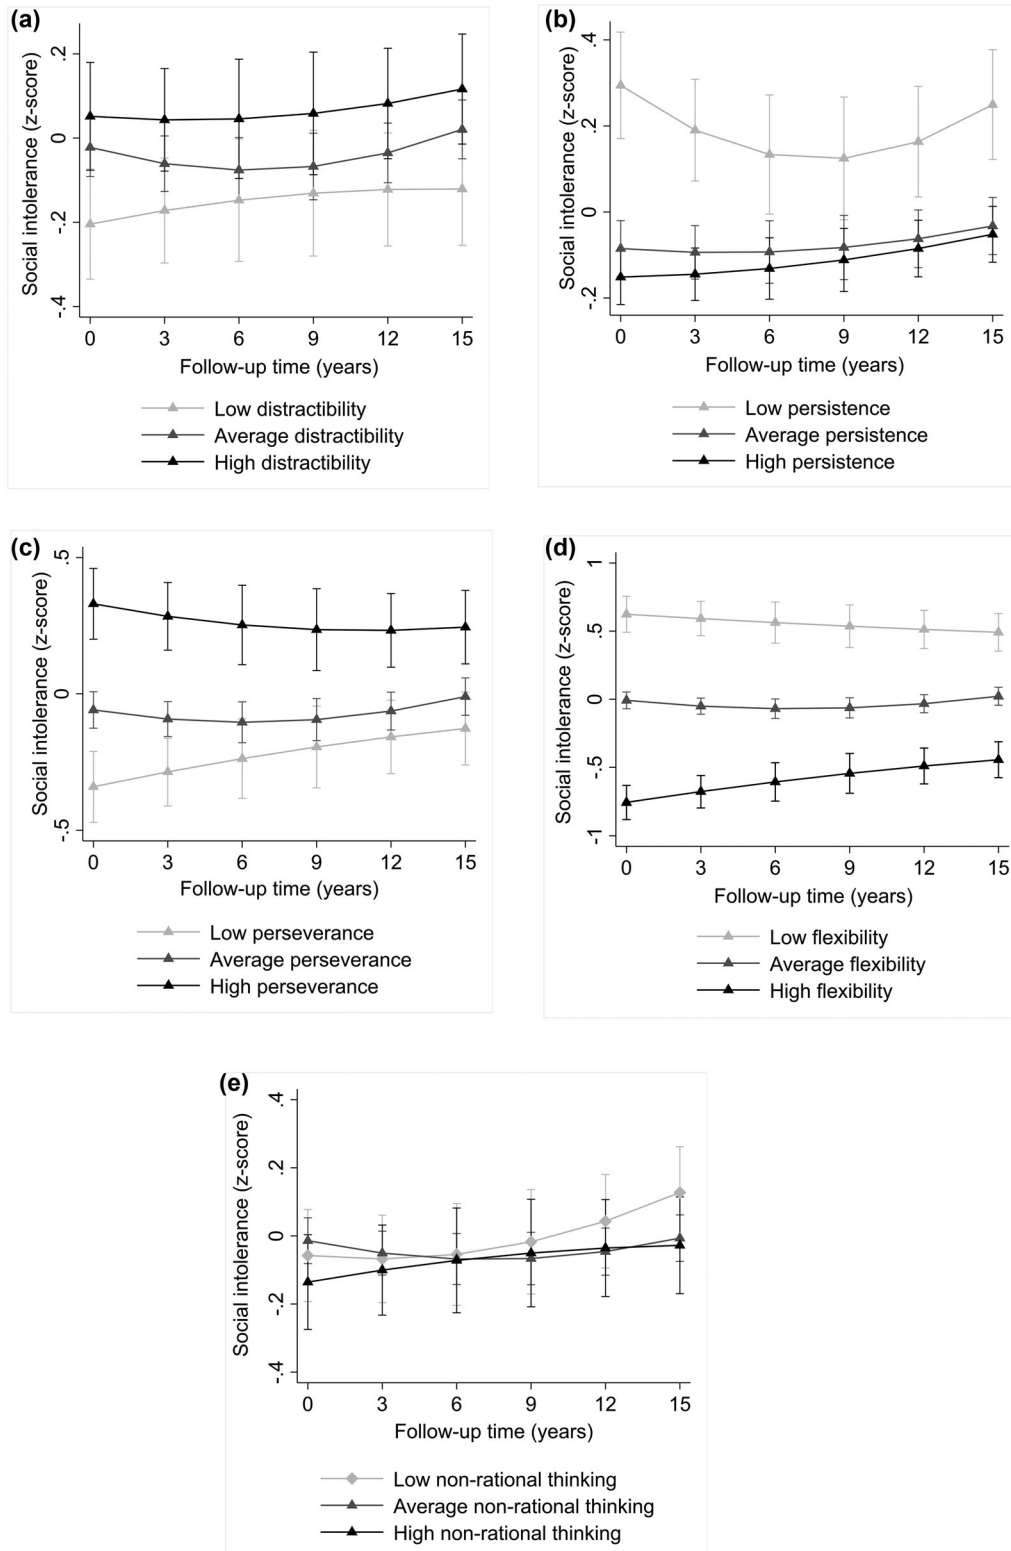 (a)
Social intolerance (z-score)
.2
0
-.2
-.4
0 3 6 9 12 15
Follow-up time (years)
Low distractibility
Average distractibility
High distractibility
(b)
Social intolerance (z-score)
.4
.2
0
-.2
0 3 6 9 12 15
Follow-up time (years)
Low persistence
Average persistence
High persistence
(c)
Social intolerance (z-score)
.5
0
-.5
0 3 6 9 12 15
Follow-up time (years)
Low perseverance
Average perseverance
High perseverance
(d)
Social intolerance (z-score)
1
.5
0
-.5
-1
0 3 6 9 12 15
Follow-up time (years)
Low flexibility
Average flexibility
High flexibility
(e)
Social intolerance (z-score)
.4
.2
0
-.2
-.4
0 3 6 9 12 15
Follow-up time (years)
Low non-rational thinking
Average non-rational thinking
High non-rational thinking